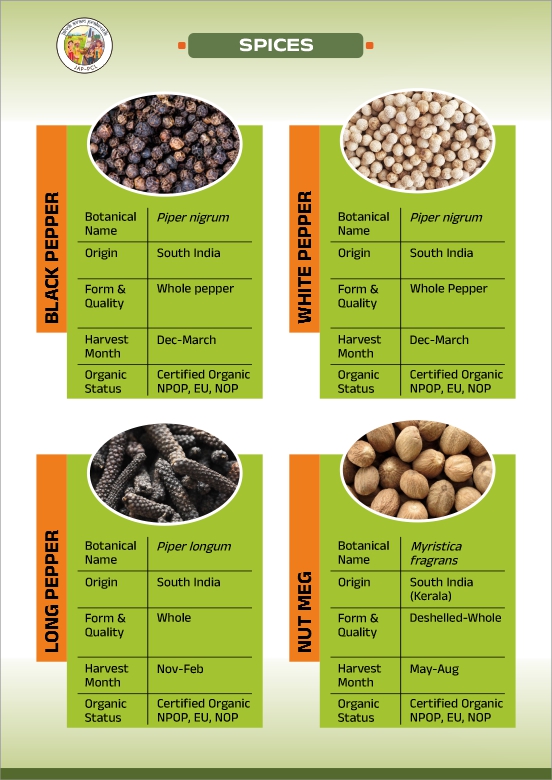 JAP-PCL
SPICES
BLACK PEPPER
Botanical Name
Piper nigrum
Origin
South India
Form & Quality
Whole pepper
Harvest Month
Dec-March
Organic Status
Certified Organic
NPOP, EU, NOP
WHITE PEPPER
Botanical Name
Piper nigrum
Origin
South India
Form & Quality
Whole Pepper
Harvest Month
Dec-March
Organic Status
Certified Organic
NPOP, EU, NOP
LONG PEPPER
Botanical Name
Piper longum
Origin
South India
Form & Quality
Whole
Harvest Month
Nov-Feb
Organic Status
Certified Organic
NPOP, EU, NOP
NUT MEG
Botanical Name
Myristica fragrans
Origin
South India (Kerala)
Form & Quality
Deshelled-Whole
Harvest Month
May-Aug
Organic Status
Certified Organic
NPOP, EU, NOP